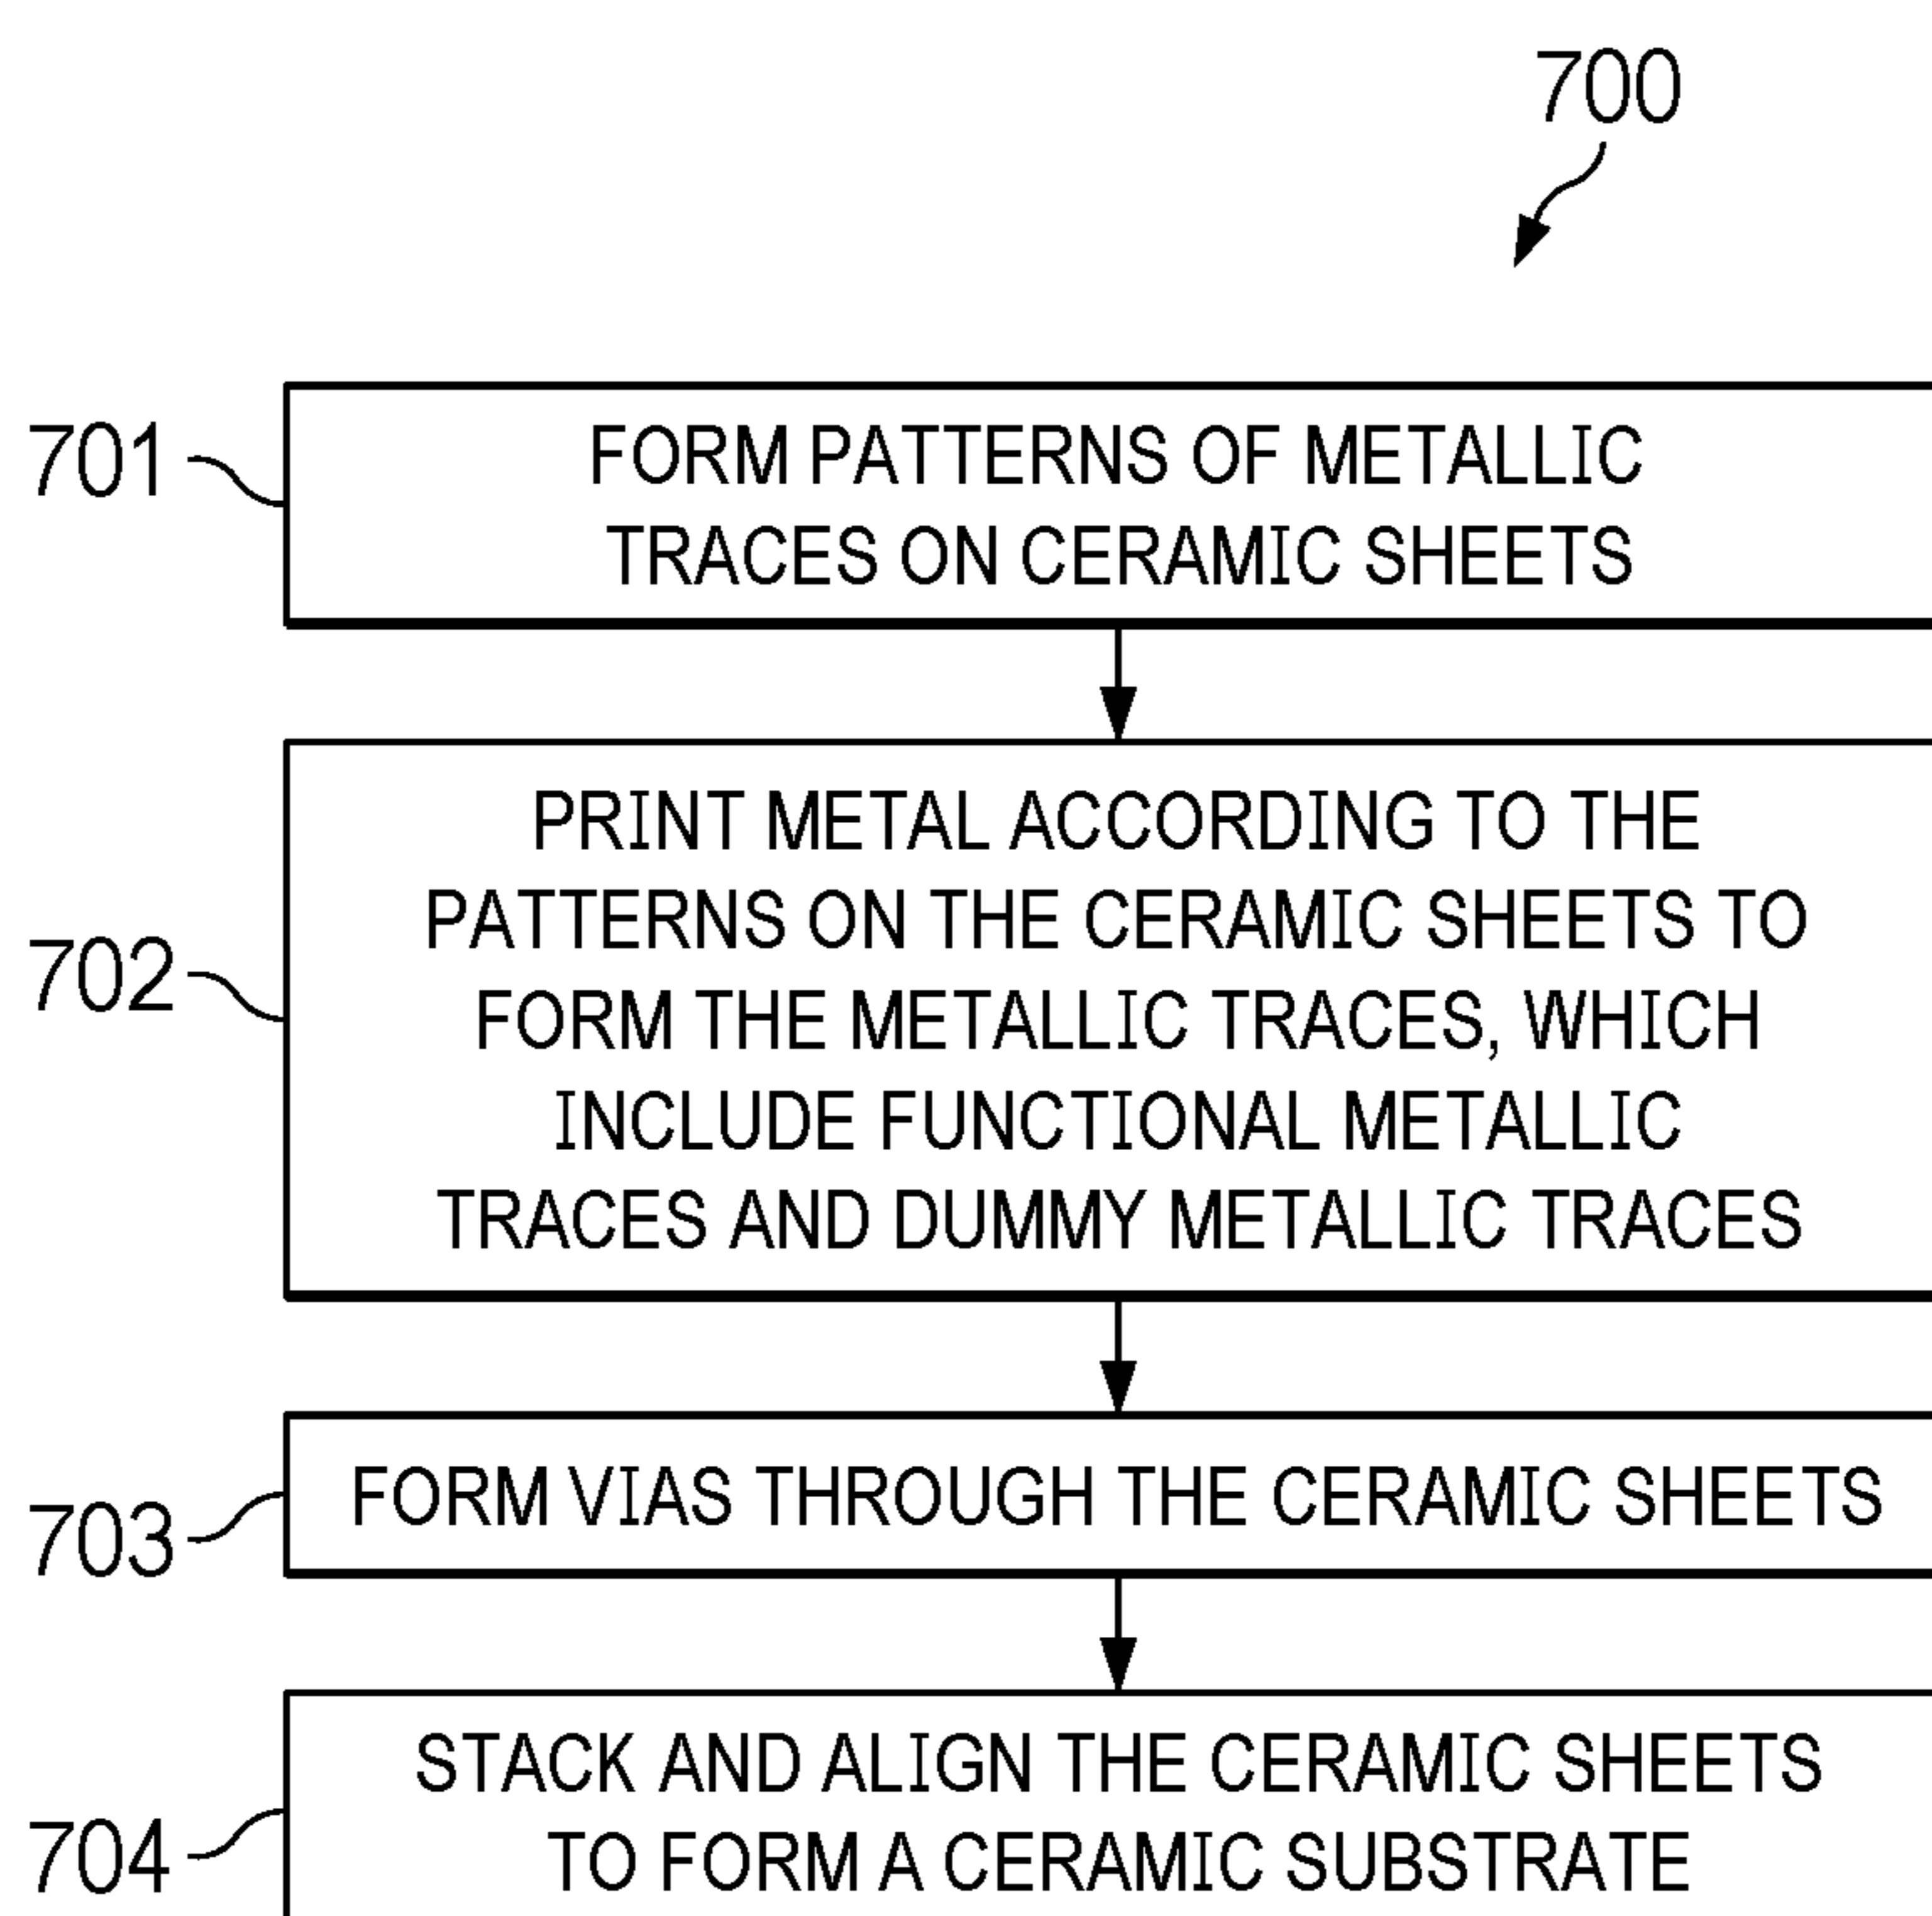 700
701
FORM PATTERNS OF METALLIC
TRACES ON CERAMIC SHEETS
702
PRINT METAL ACCORDING TO THE
PATTERNS ON THE CERAMIC SHEETS TO
FORM THE METALLIC TRACES, WHICH
INCLUDE FUNCTIONAL METALLIC
TRACES AND DUMMY METALLIC TRACES
703
FORM VIAS THROUGH THE CERAMIC SHEETS
704
STACK AND ALIGN THE CERAMIC SHEETS
TO FORM A CERAMIC SUBSTRATE